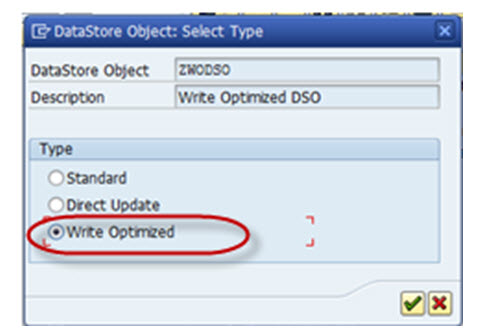 DataStore Object: Select Type
DataStore Object ZWODSO
Description Write Optimized DSO
Type
Standard
Direct Update
Write Optimized